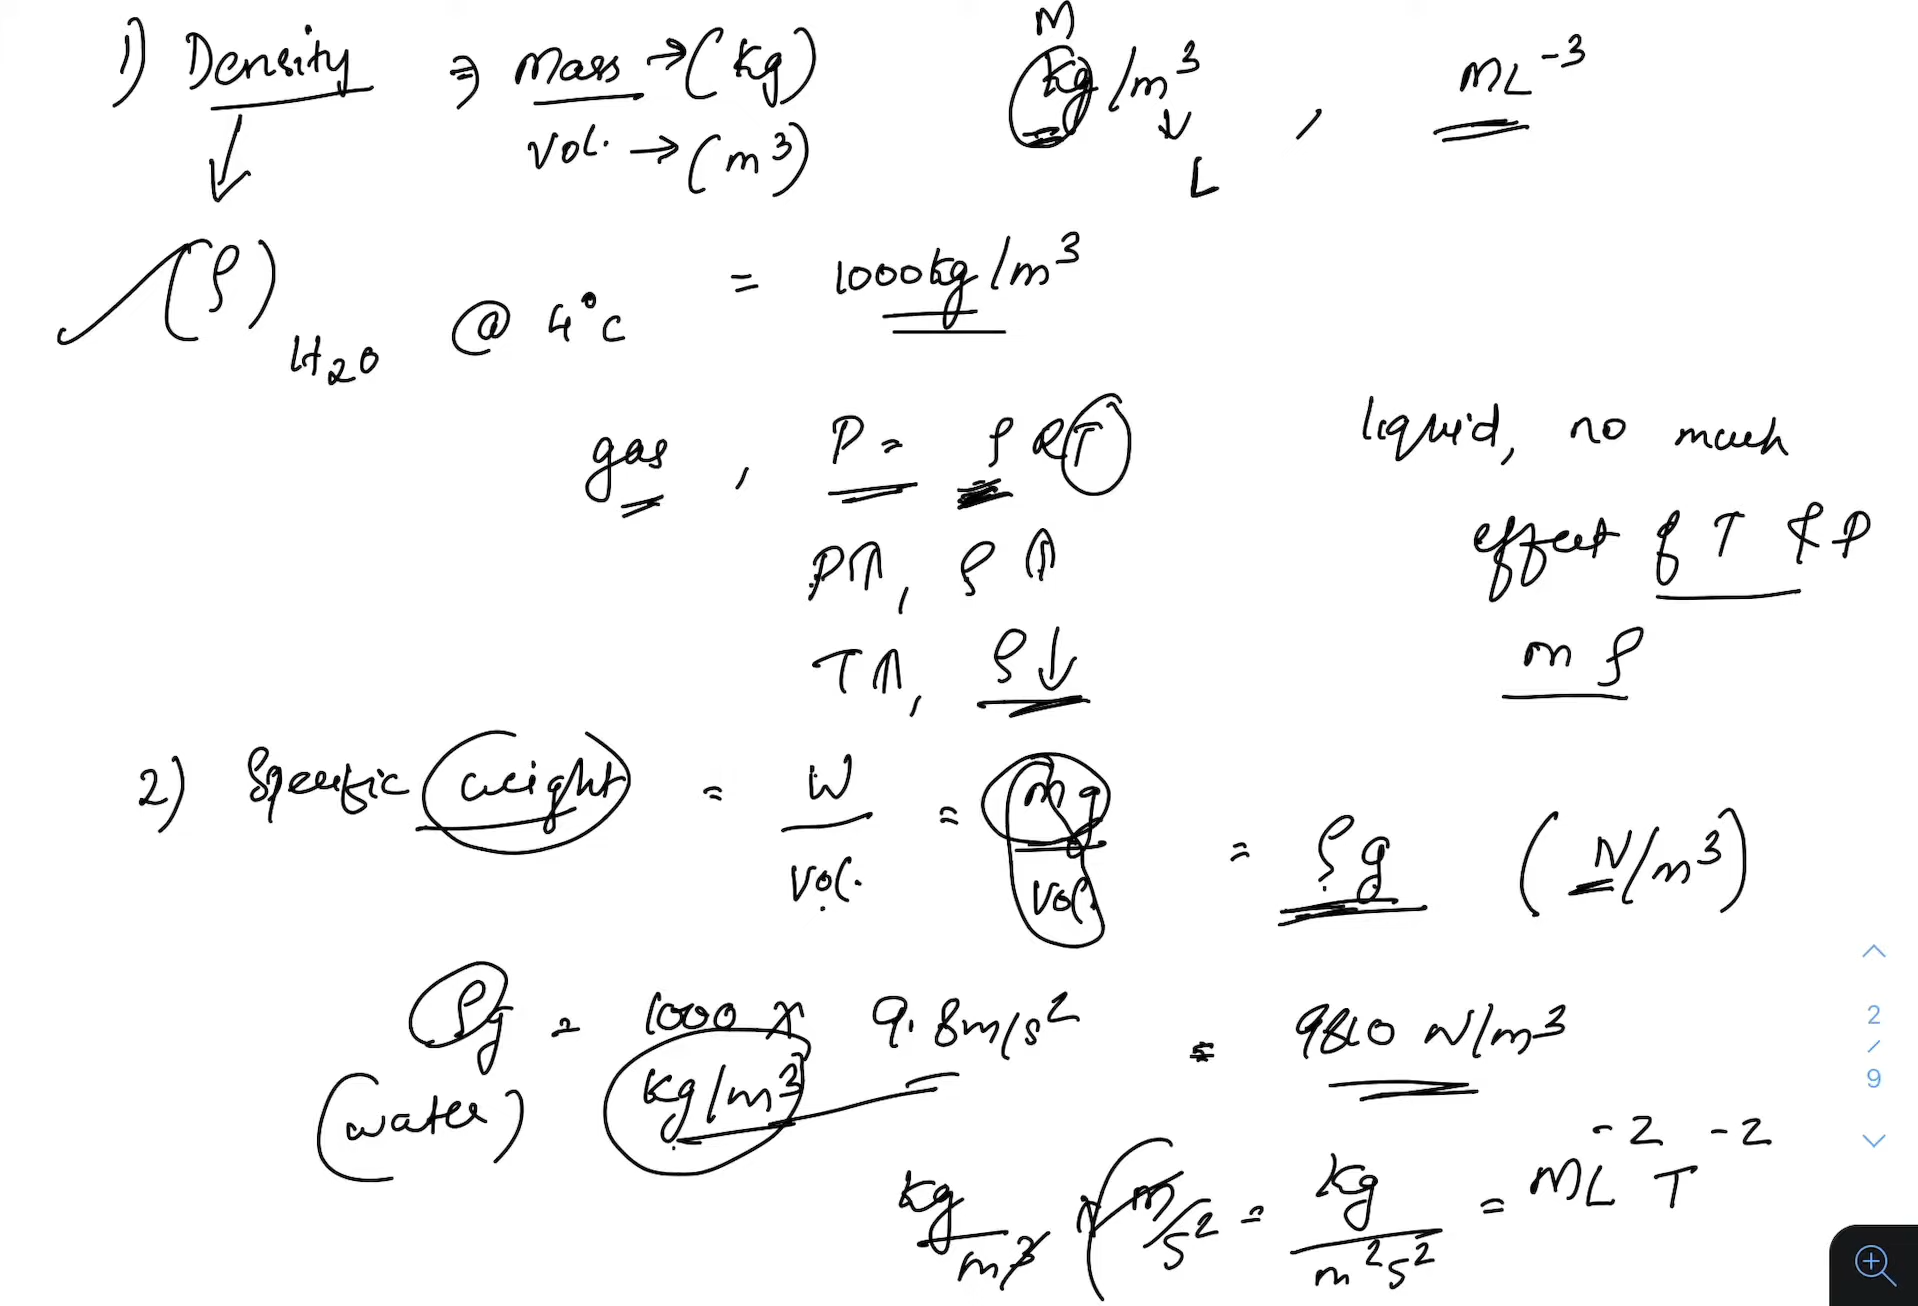 1) Density ⇒ Mass → (kg) / Vol. → (m³)
M
kg/m³ , ML⁻³
L
(ρ) H₂O @ 4°C = 1000kg/m³
gas , P = ρRT
liquid, no much
P↑, ρ↑
effect of T & P
T↑, ρ↓
on ρ
2) Specific weight = W / Vol. = mg / Vol. = ρg (N/m³)
ρg = 1000 × 9.8m/s² = 9810 N/m³
(water) kg/m³
kg/m³ × m/s² = kg/m²s² = ML⁻²T⁻²
2
/
9